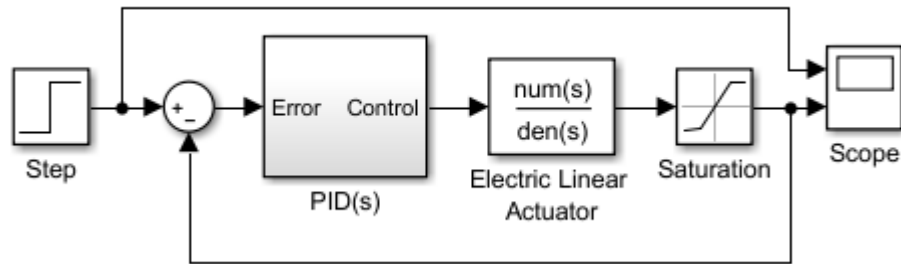 Step
+
−
Error Control
PID(s)
num(s)
den(s)
Electric Linear
Actuator
Saturation
Scope